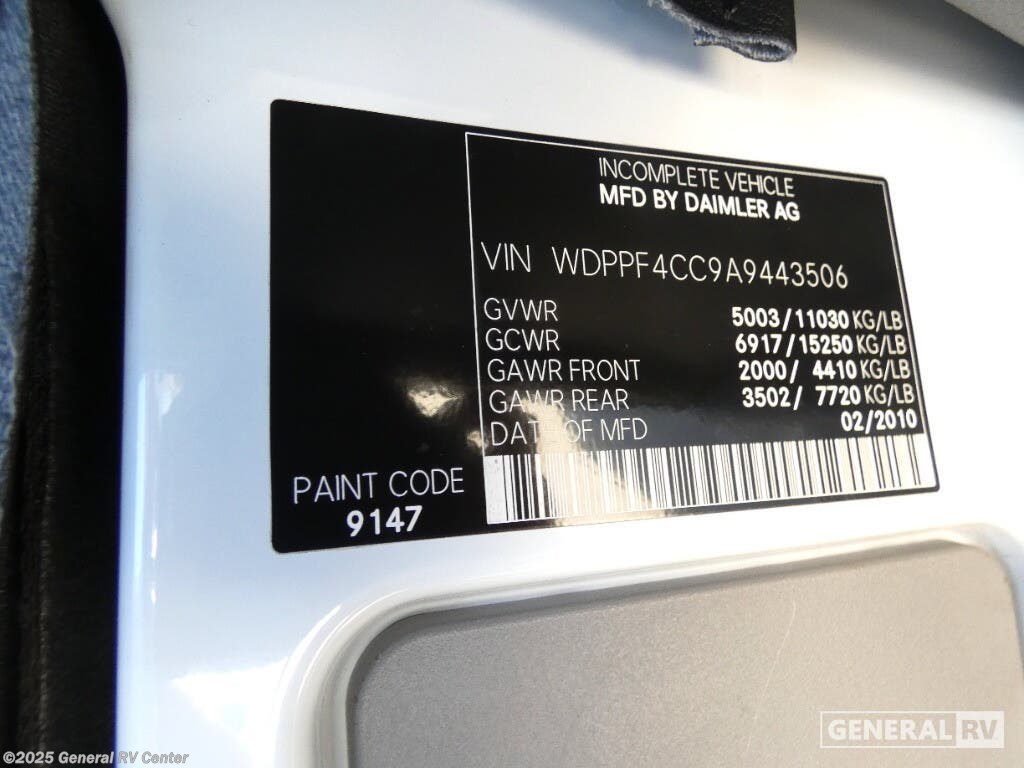 INCOMPLETE VEHICLE
MFD BY DAIMLER AG
VIN WDPPF4CC9A9443506
GVWR 5003/11030 KG/LB
GCWR 6917/15250 KG/LB
GAWR FRONT 2000/ 4410 KG/LB
GAWR REAR 3502/ 7720 KG/LB
DATE OF MFD 02/2010
PAINT CODE
9147
GENERAL RV
©2025 General RV Center